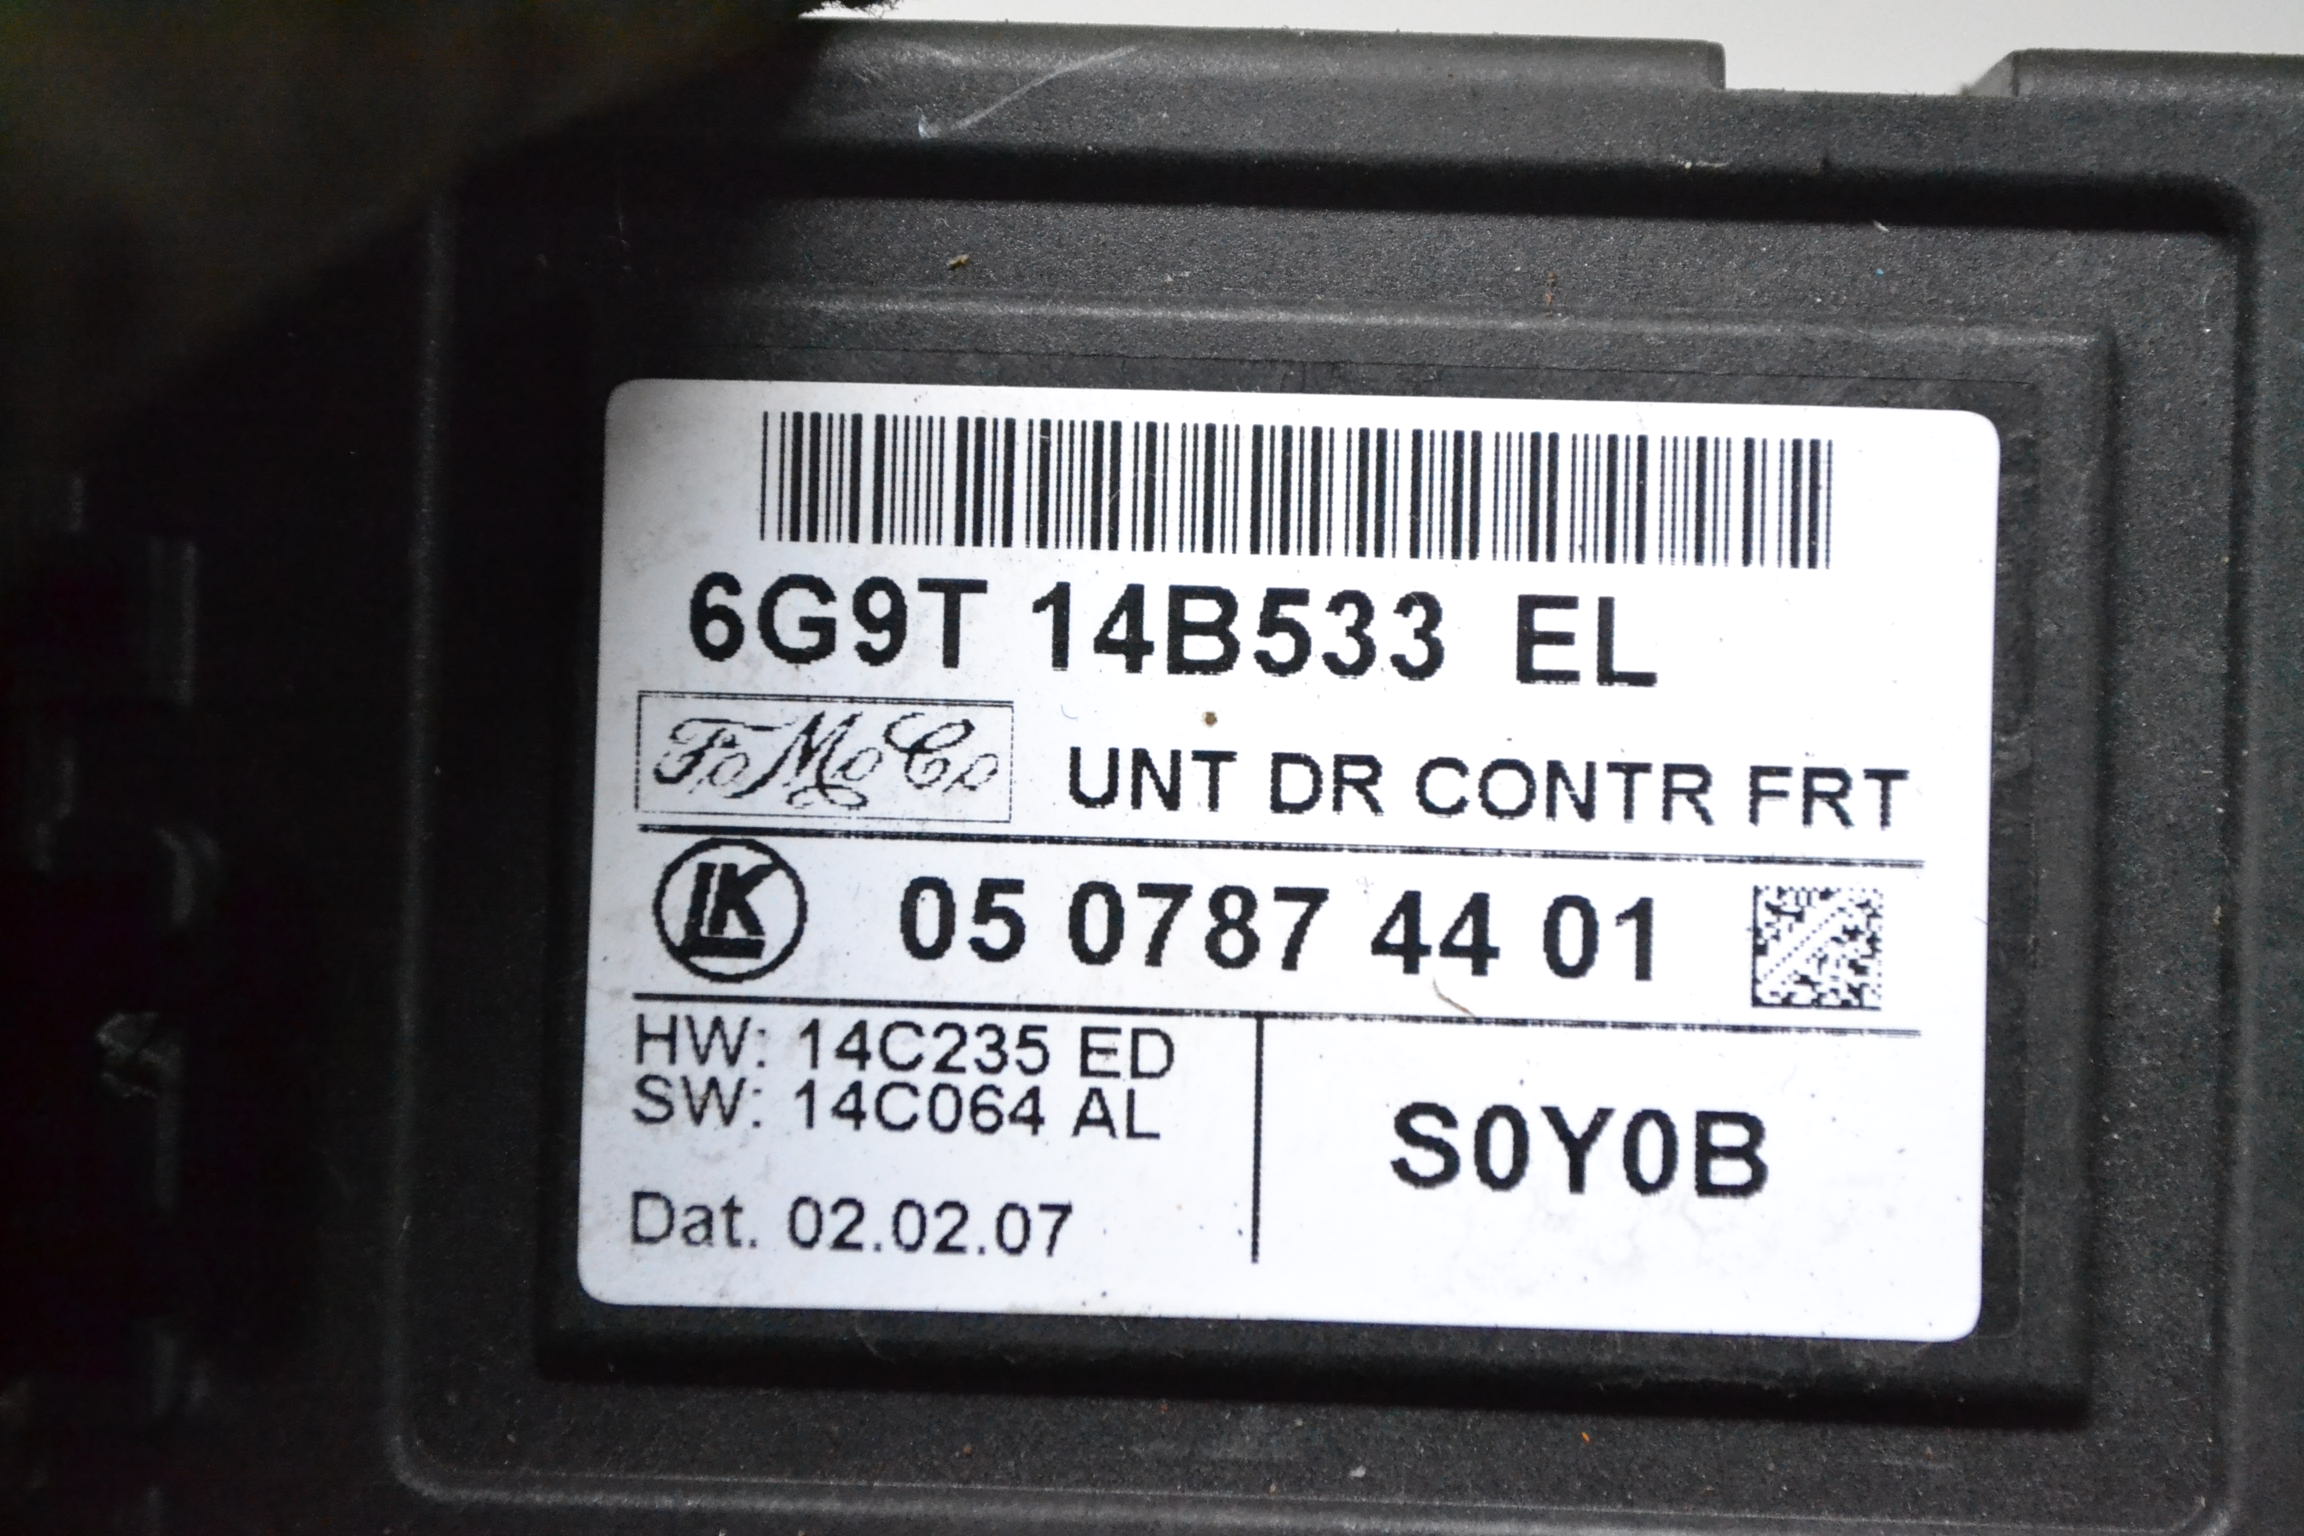 6G9T 14B533 EL
FoMoCo
UNT DR CONTR FRT
LK
05 0787 44 01
HW: 14C235 ED
SW: 14C064 AL
Dat. 02.02.07
S0Y0B